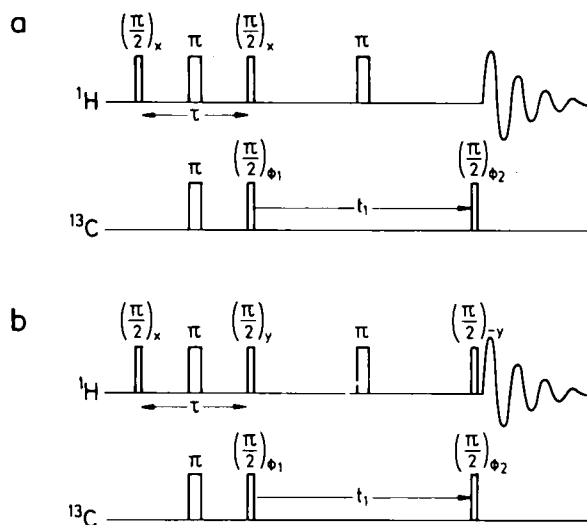 a
(π/2)x π (π/2)x π
¹H
τ
π (π/2)ϕ1 (π/2)ϕ2
t1
¹³C
b
(π/2)x π (π/2)y π (π/2)-y
¹H
τ
π (π/2)ϕ1 (π/2)ϕ2
t1
¹³C